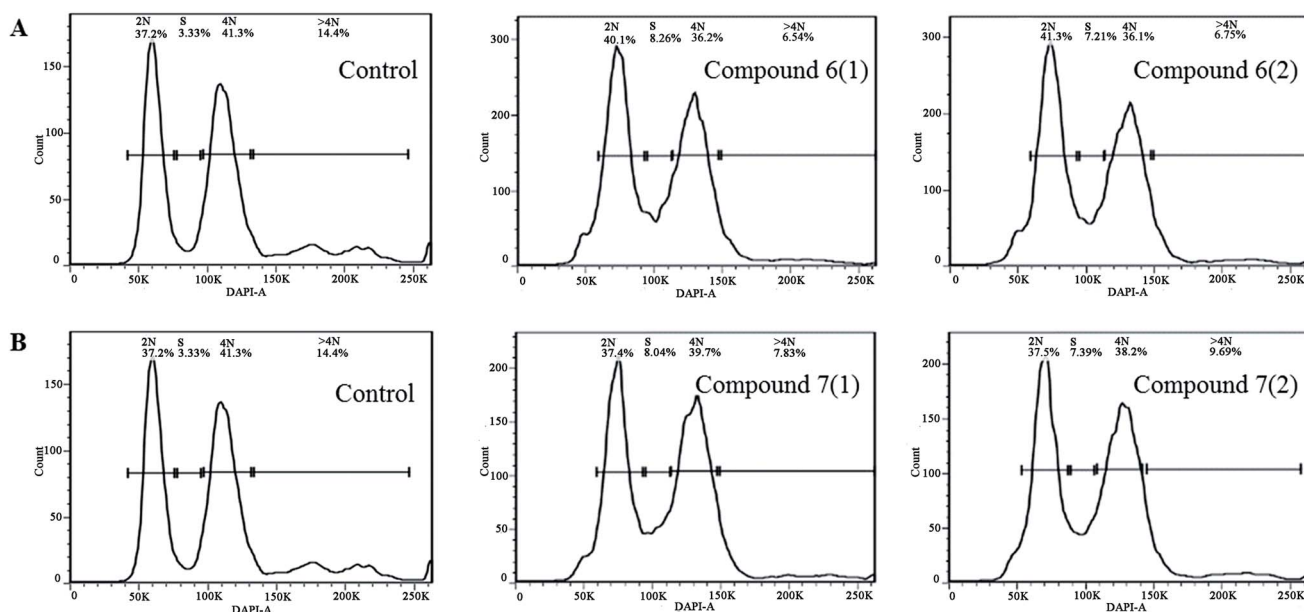 A
2N S 4N >4N
37.2% 3.33% 41.3% 14.4%
Control
150
100
50
0
Count
0 50K 100K 150K 200K 250K
DAPI-A
2N S 4N >4N
40.1% 8.26% 36.2% 6.54%
Compound 6(1)
300
200
100
0
Count
0 50K 100K 150K 200K 250K
DAPI-A
2N S 4N >4N
41.3% 7.21% 36.1% 6.75%
Compound 6(2)
300
200
100
0
Count
0 50K 100K 150K 200K 250K
DAPI-A
B
2N S 4N >4N
37.2% 3.33% 41.3% 14.4%
Control
150
100
50
0
Count
0 50K 100K 150K 200K 250K
DAPI-A
2N S 4N >4N
37.4% 8.04% 39.7% 7.83%
Compound 7(1)
200
150
100
50
0
Count
0 50K 100K 150K 200K 250K
DAPI-A
2N S 4N >4N
37.5% 7.39% 38.2% 9.69%
Compound 7(2)
200
150
100
50
0
Count
0 50K 100K 150K 200K 250K
DAPI-A